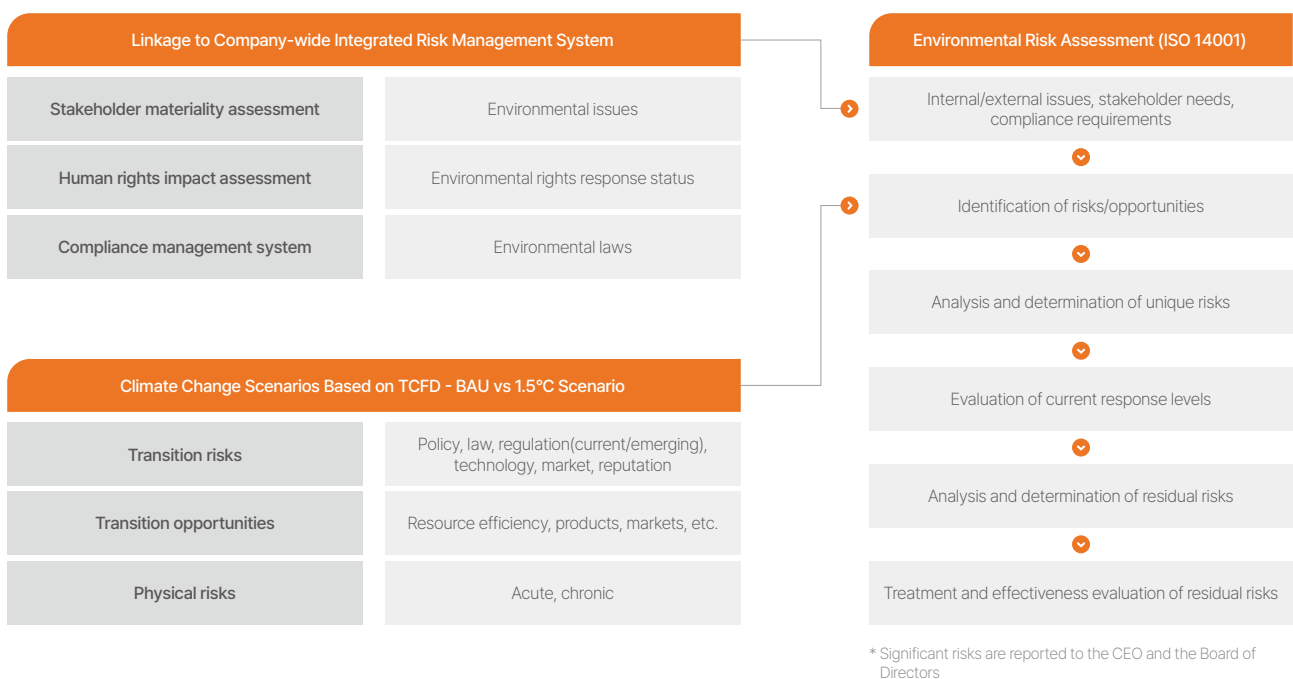 Linkage to Company-wide Integrated Risk Management System
Stakeholder materiality assessment
Environmental issues
Human rights impact assessment
Environmental rights response status
Compliance management system
Environmental laws
Climate Change Scenarios Based on TCFD - BAU vs 1.5°C Scenario
Transition risks
Policy, law, regulation(current/emerging),
technology, market, reputation
Transition opportunities
Resource efficiency, products, markets, etc.
Physical risks
Acute, chronic
Environmental Risk Assessment (ISO 14001)
Internal/external issues, stakeholder needs,
compliance requirements
Identification of risks/opportunities
Analysis and determination of unique risks
Evaluation of current response levels
Analysis and determination of residual risks
Treatment and effectiveness evaluation of residual risks
* Significant risks are reported to the CEO and the Board of
Directors